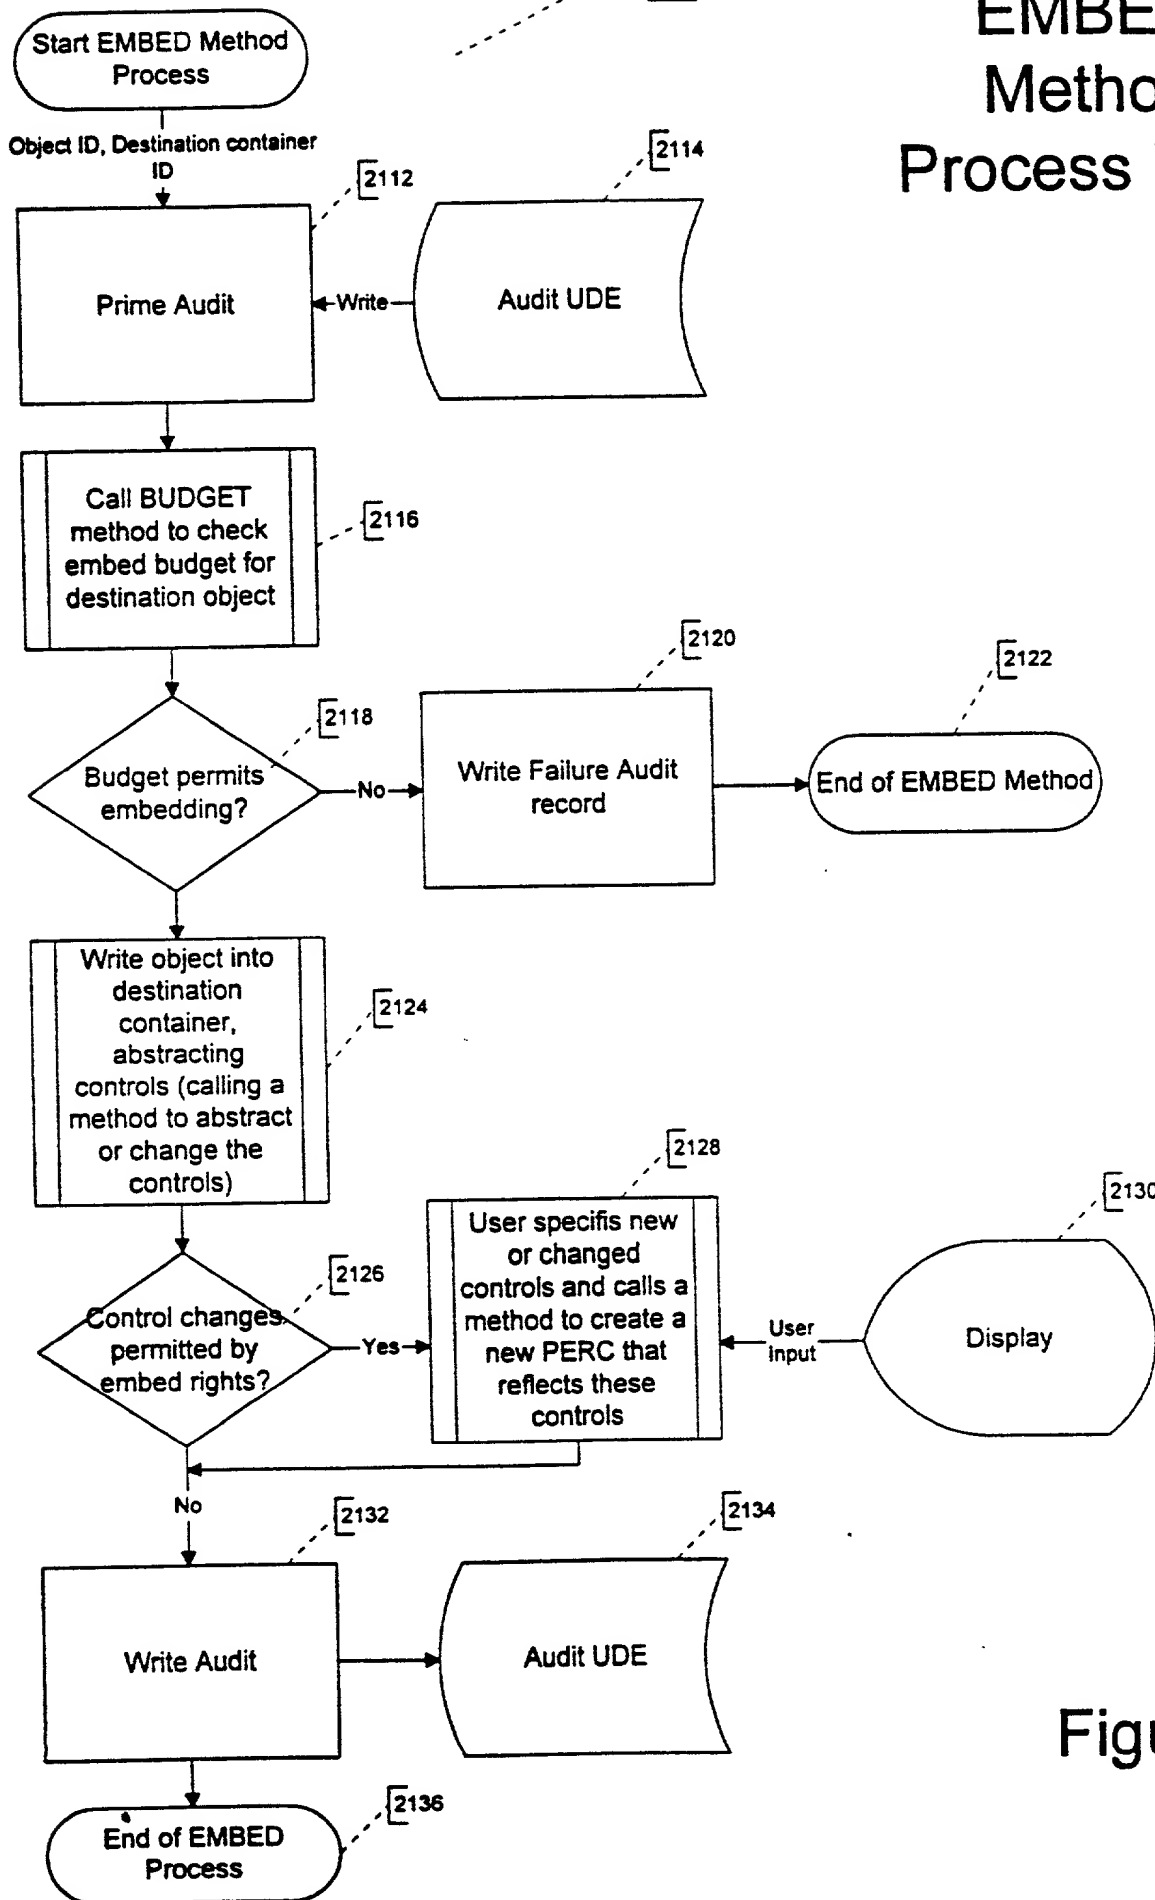 EMBE
Metho
Process
Start EMBED Method
Process
Object ID, Destination container
ID
2112
2114
Prime Audit
Write
Audit UDE
Call BUDGET
method to check
embed budget for
destination object
2116
2118
Budget permits
embedding?
No
2120
Write Failure Audit
record
2122
End of EMBED Method
Write object into
destination
container,
abstracting
controls (calling a
method to abstract
or change the
controls)
2124
2126
Control changes
permitted by
embed rights?
Yes
2128
User specifis new
or changed
controls and calls a
method to create a
new PERC that
reflects these
controls
User
Input
2130
Display
No
2132
Write Audit
2134
Audit UDE
2136
End of EMBED
Process
Figu